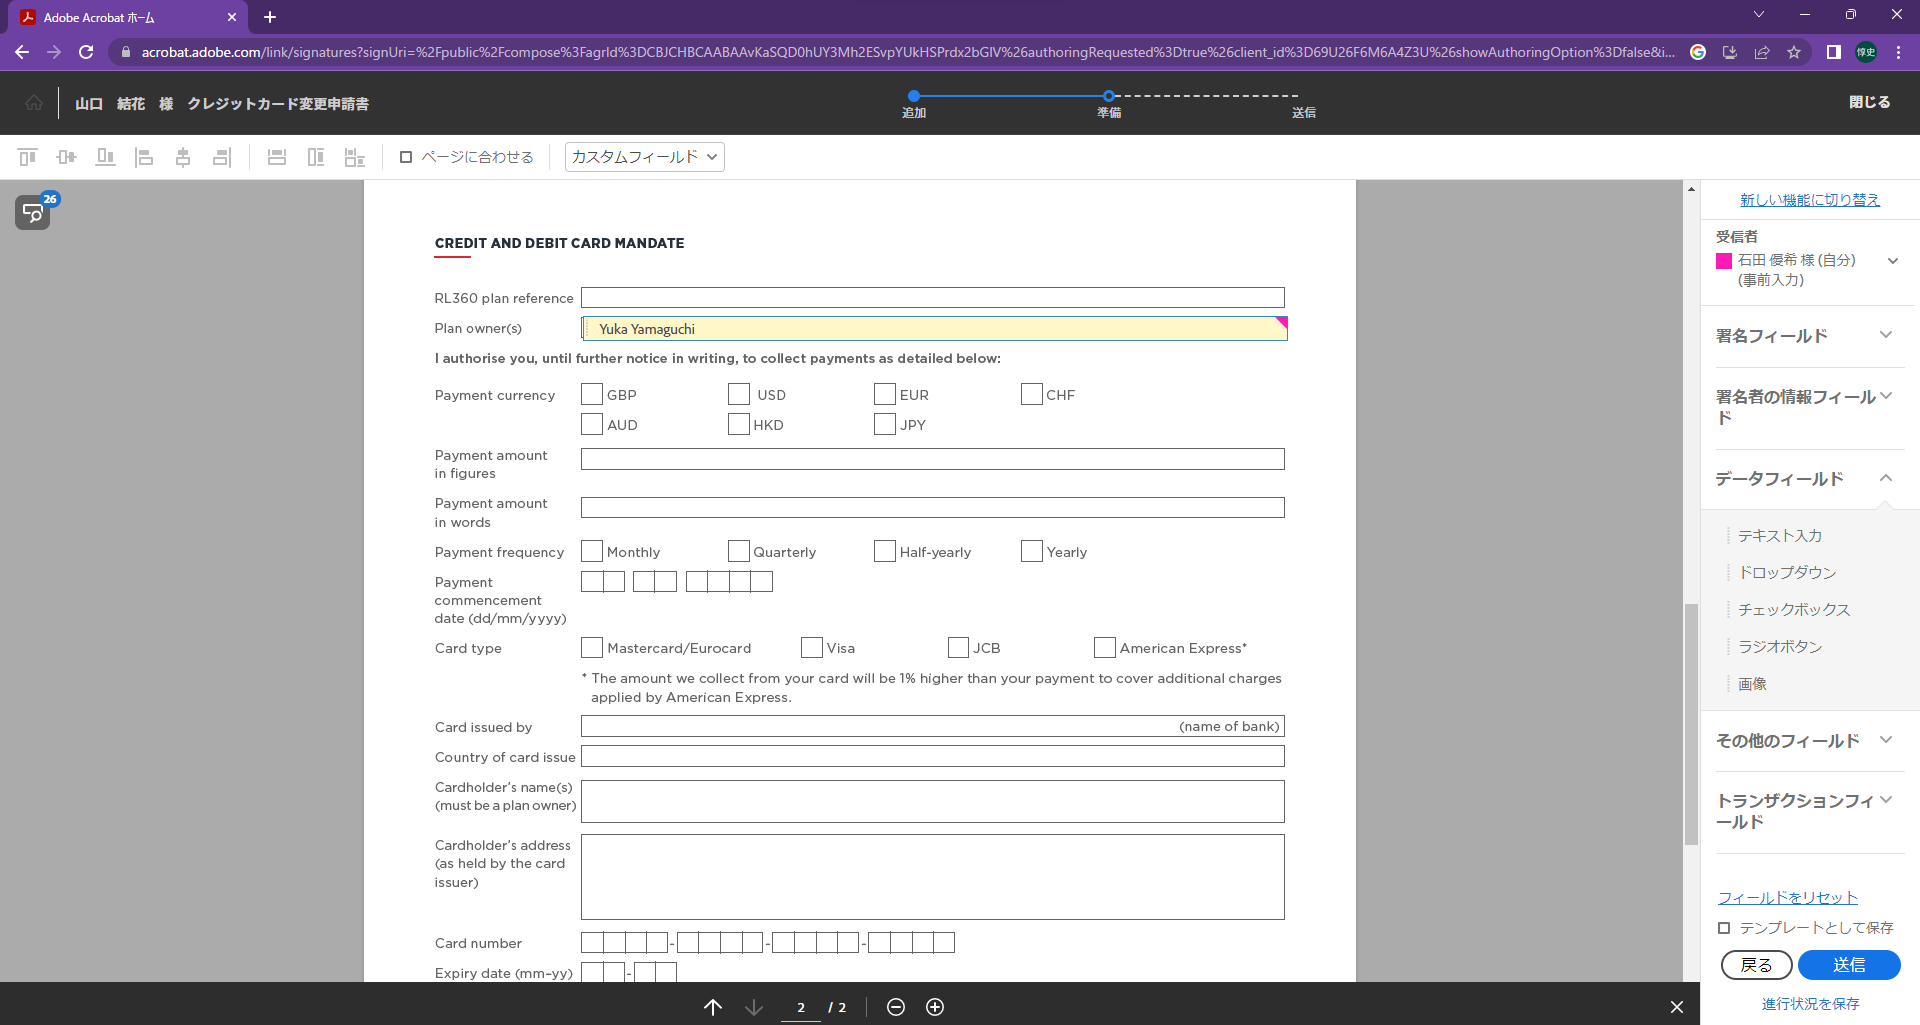 Adobe Acrobat ホーム
acrobat.adobe.com/link/signatures?signUri=%2Fpublic%2Fcompose%3FagrId%3DCBJCHBCAABAAvKaSQD0hUY3Mh2ESvpYUkHSPrdx2bGlV%26authoringRequested%3Dtrue%26client_id%3D69U26F6M6A4Z3U%26showAuthoringOption%3Dfalse&i...
惇史
山口 結花 様 クレジットカード変更申請書
追加
準備
送信
閉じる
ページに合わせる
カスタムフィールド
26
CREDIT AND DEBIT CARD MANDATE
RL360 plan reference
Plan owner(s)
Yuka Yamaguchi
I authorise you, until further notice in writing, to collect payments as detailed below:
Payment currency
GBP
USD
EUR
CHF
AUD
HKD
JPY
Payment amount
in figures
Payment amount
in words
Payment frequency
Monthly
Quarterly
Half-yearly
Yearly
Payment
commencement
date (dd/mm/yyyy)
Card type
Mastercard/Eurocard
Visa
JCB
American Express*
* The amount we collect from your card will be 1% higher than your payment to cover additional charges
applied by American Express.
Card issued by
(name of bank)
Country of card issue
Cardholder's name(s)
(must be a plan owner)
Cardholder's address
(as held by the card
issuer)
Card number
- - -
Expiry date (mm-yy)
-
2 / 2
新しい機能に切り替え
受信者
石田 優希 様 (自分)
(事前入力)
署名フィールド
署名者の情報フィール
ド
データフィールド
テキスト入力
ドロップダウン
チェックボックス
ラジオボタン
画像
その他のフィールド
トランザクションフィ
ールド
フィールドをリセット
テンプレートとして保存
戻る
送信
進行状況を保存